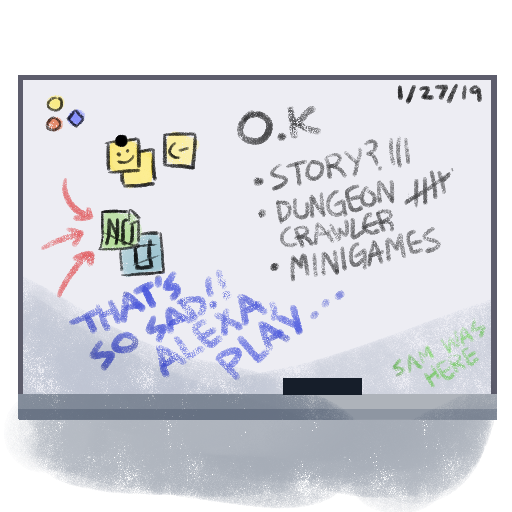 1/27/19
O.K
• STORY? |||
• DUNGEON ||||
CRAWLER
• MINIGAMES
NO
U
THAT'S
SO SAD!!
ALEXA
PLAY...
SAM WAS
HERE